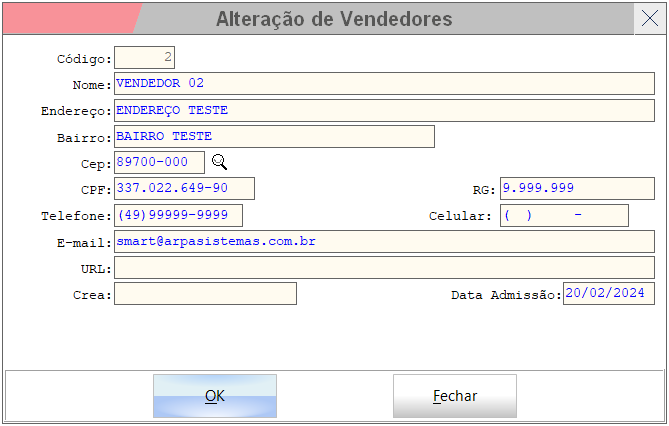 Alteração de Vendedores
Código: 2
Nome: VENDEDOR 02
Endereço: ENDEREÇO TESTE
Bairro: BAIRRO TESTE
Cep: 89700-000
CPF: 337.022.649-90 RG: 9.999.999
Telefone: (49)99999-9999 Celular: (  )     -
E-mail: smart@arpasistemas.com.br
URL:
Crea: Data Admissão: 20/02/2024
OK Fechar